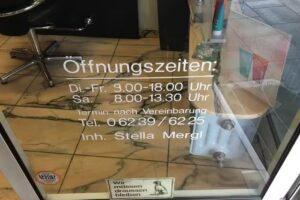 Öffnungszeiten:
Di.-Fr. 9.00-18.00 Uhr
Sa. 8.00-13.30 Uhr
Termin nach Vereinbarung
Tel. 0 62 39 / 62 25
Inh. Stella Mergl
Wir
müssen
draussen
bleiben